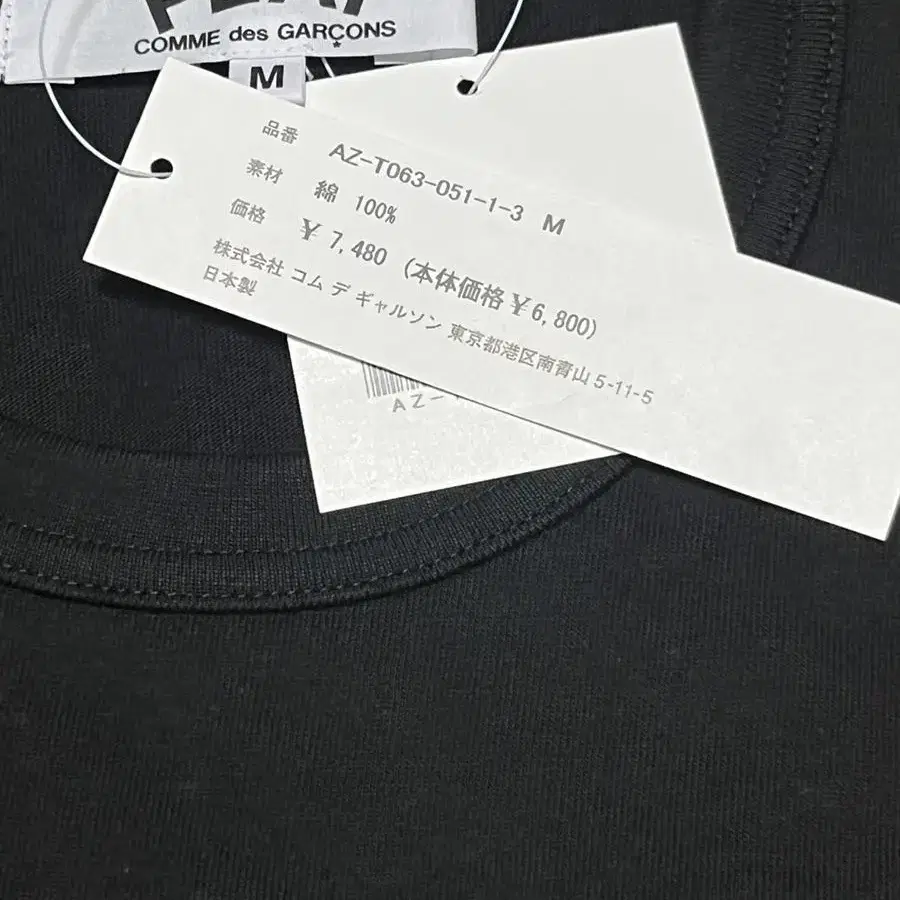 PLAY
COMME des GARÇONS
M
品番 AZ-T063-051-1-3 M
素材 綿 100%
価格 ¥ 7,480 (本体価格¥6,800)
株式会社 コム デ ギャルソン 東京都港区南青山 5-11-5
日本製
AZ-